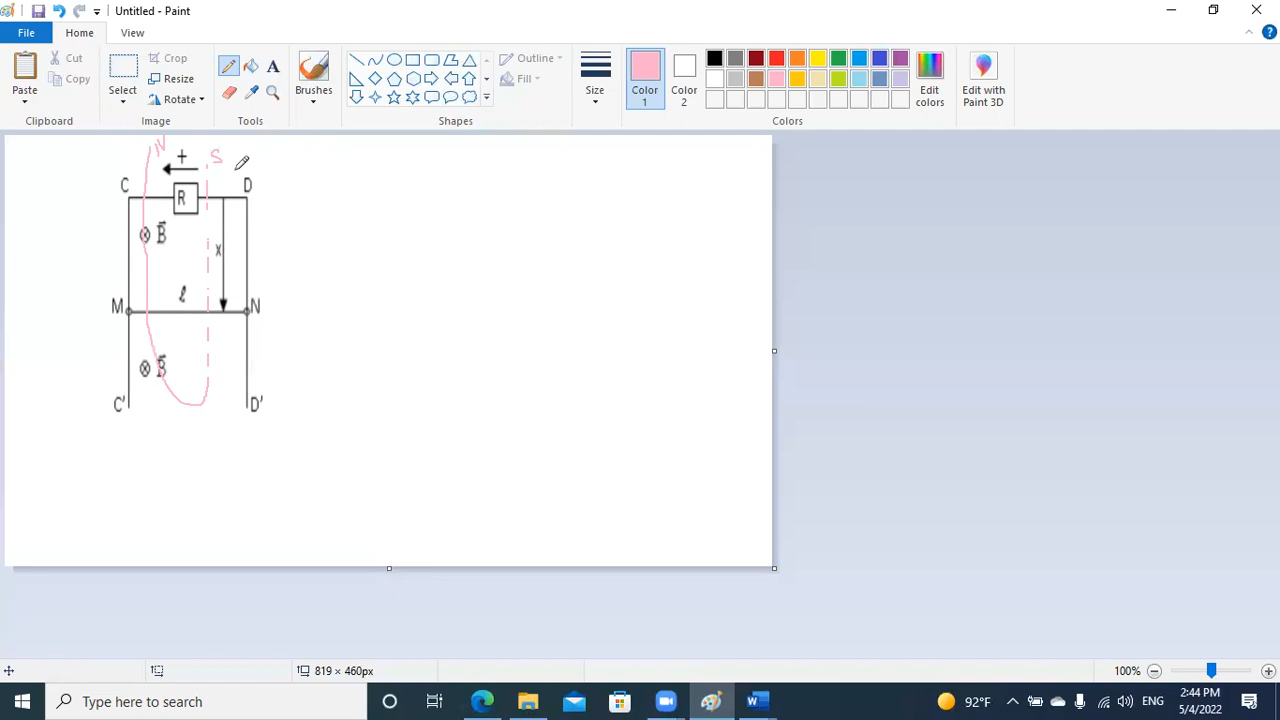 Untitled - Paint
File
Home
View
Paste
Cut
Copy
Clipboard
Select
Crop
Resize
Rotate
Image
A
Tools
Brushes
Outline
Fill
Shapes
Size
Color 1
Color 2
Edit colors
Edit with Paint 3D
Colors
N
+
S
C
R
D
B
x
ℓ
M
N
B
C'
D'
819 × 460px
100%
Type here to search
W
92°F
ENG
2:44 PM
5/4/2022